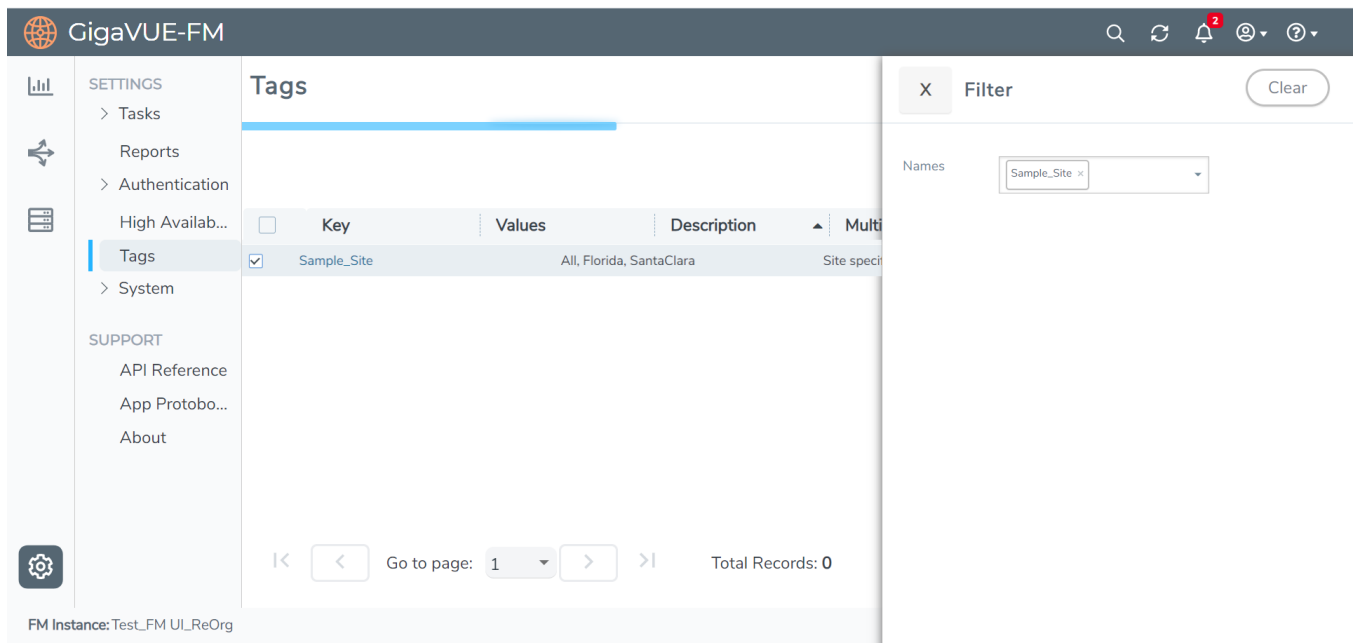 GigaVUE-FM
2
SETTINGS
Tasks
Reports
Authentication
High Availab...
Tags
System
SUPPORT
API Reference
App Protobo...
About
Tags
Key Values Description Multi
Sample_Site All, Florida, SantaClara Site specif
Go to page: 1 Total Records: 0
X Filter Clear
Names Sample_Site ×
FM Instance: Test_FM UI_ReOrg